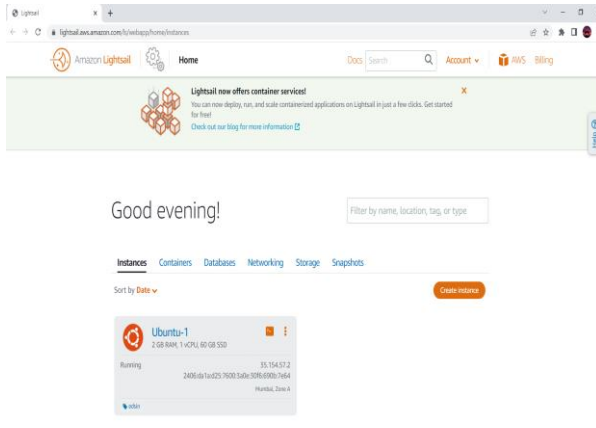 Lightsail
lightsail.aws.amazon.com/ls/webapp/home/instances
Amazon Lightsail
Home
Docs
Search
Account
AWS
Billing
Lightsail now offers container services!
You can now deploy, run, and scale containerized applications on Lightsail in just a few clicks. Get started
for free!
Check out our blog for more information
Help
Good evening!
Filter by name, location, tag, or type
Instances Containers Databases Networking Storage Snapshots
Sort by Date
Create instance
Ubuntu-1
2 GB RAM, 1 vCPU, 60 GB SSD
Running
35.154.57.2
Mumbai, Zone A